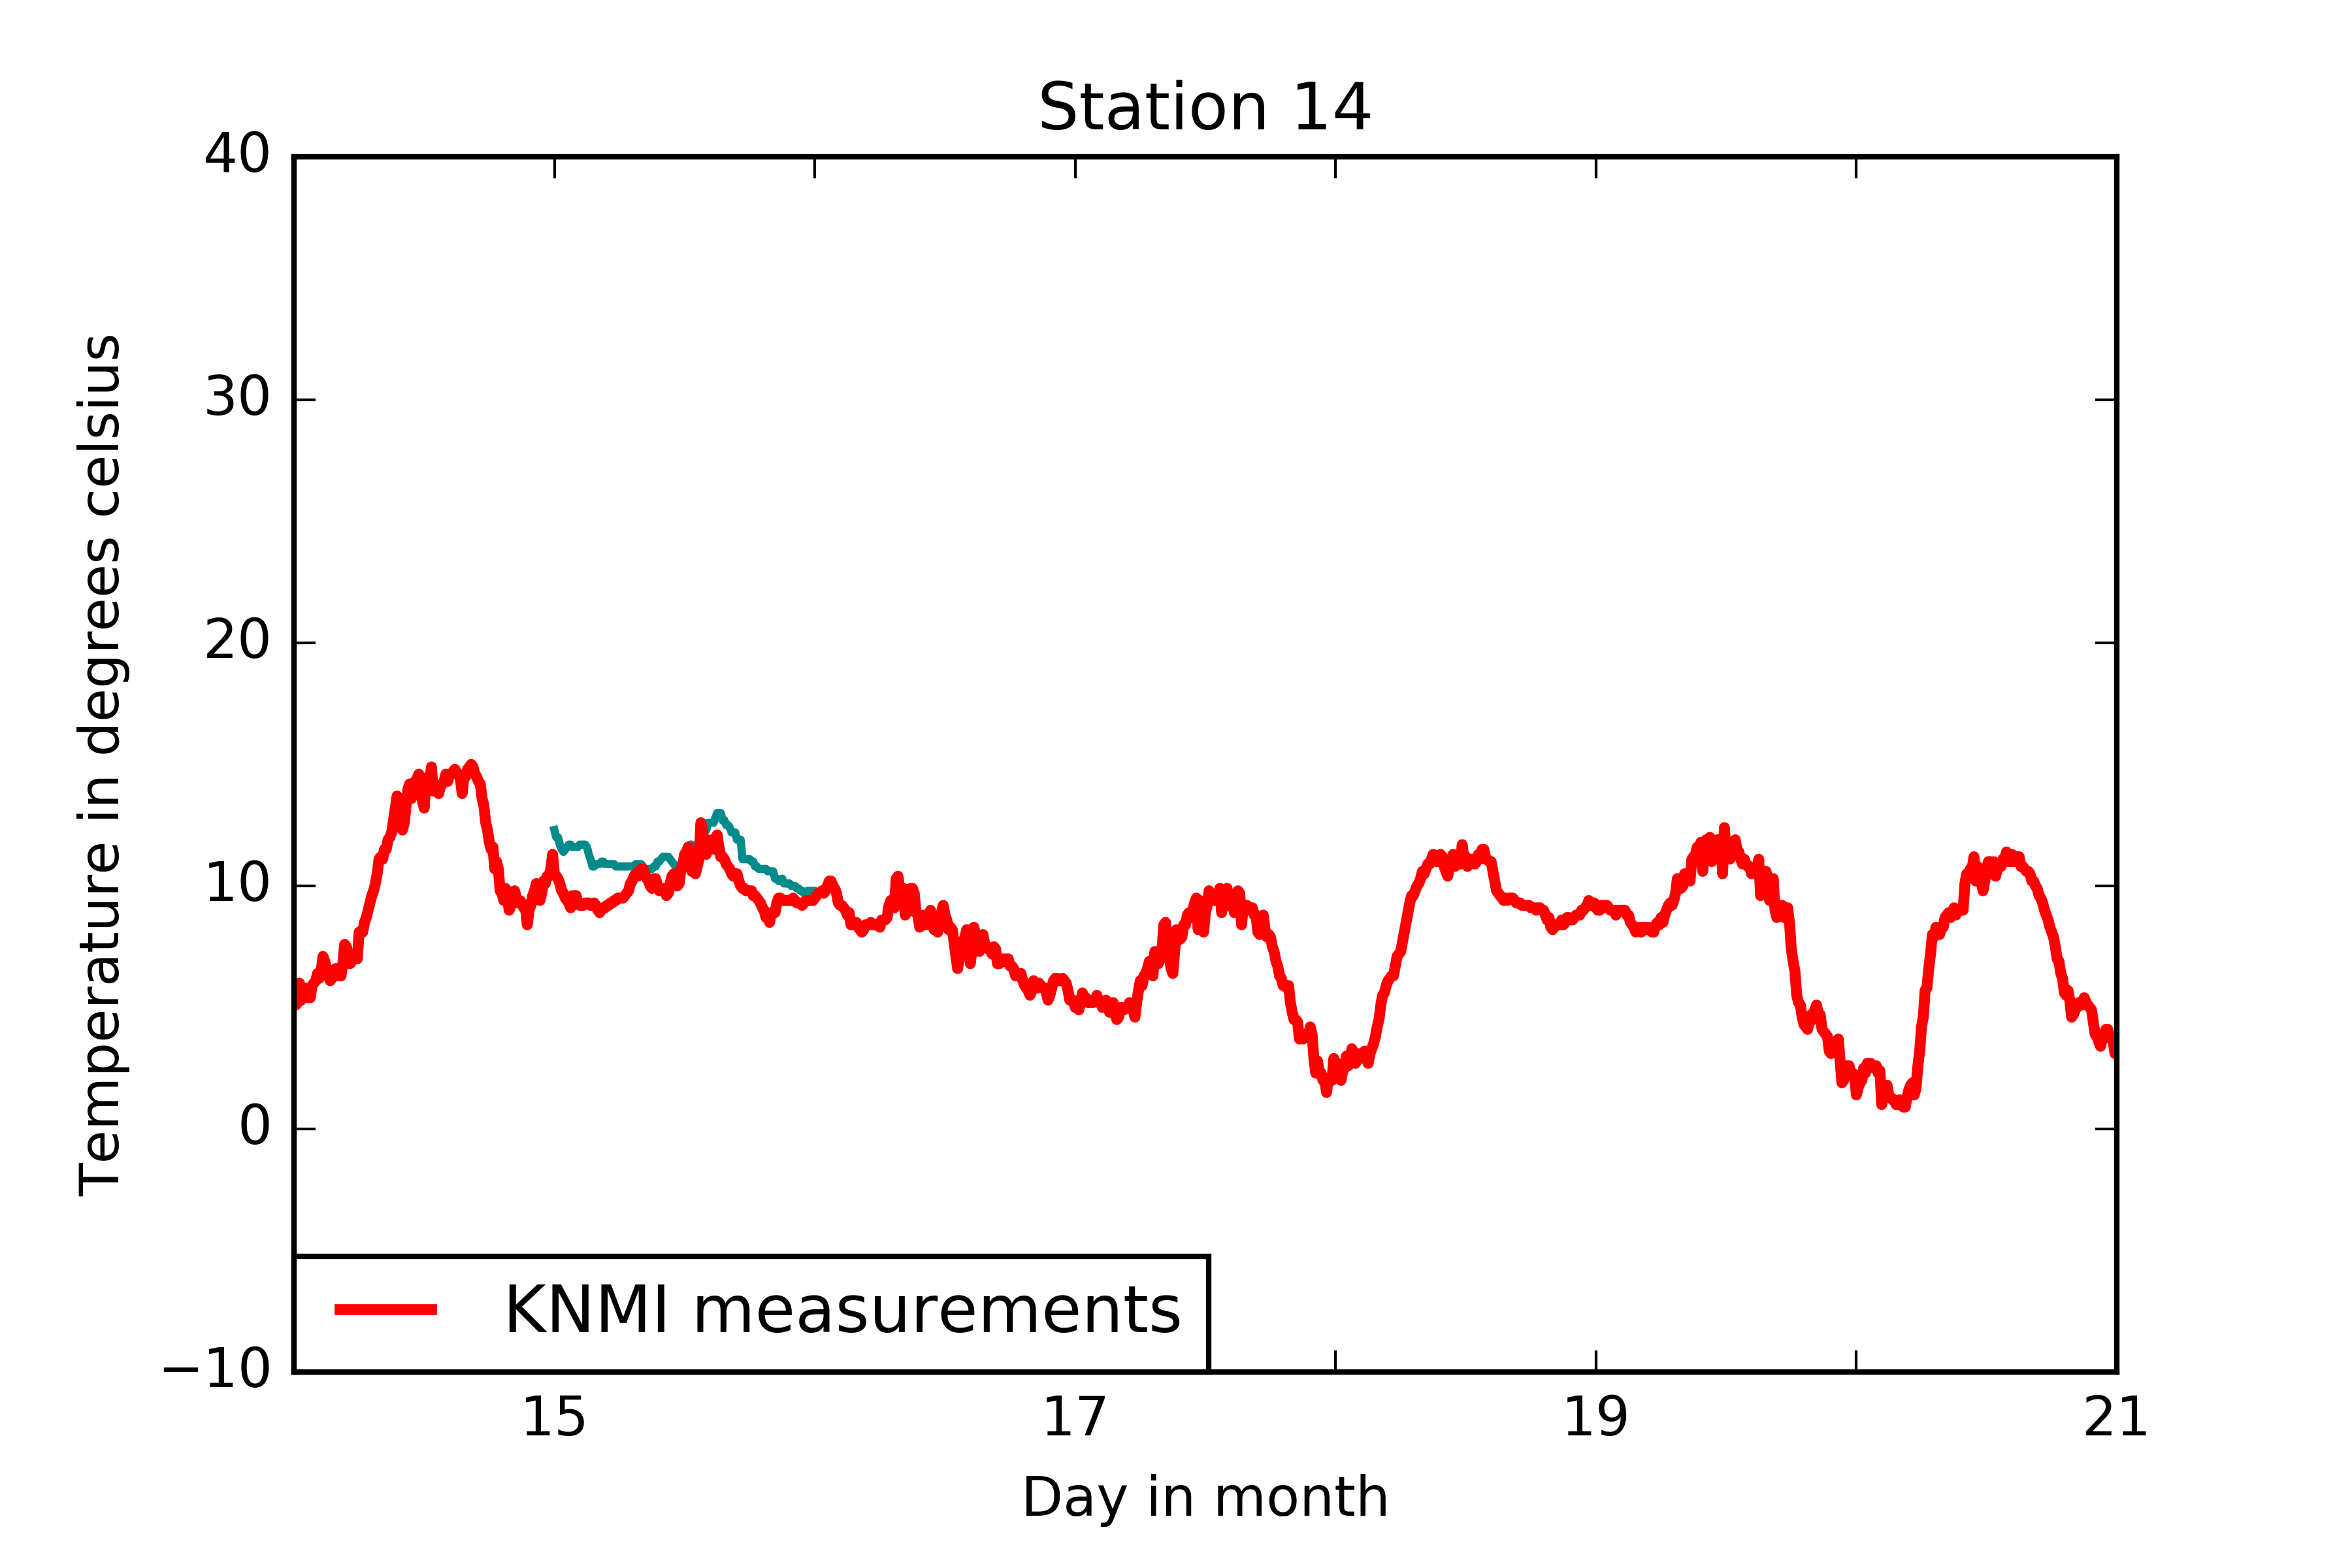 Station 14
40
30
20
10
0
−10
Temperature in degrees celsius
KNMI measurements
15 17 19 21
Day in month